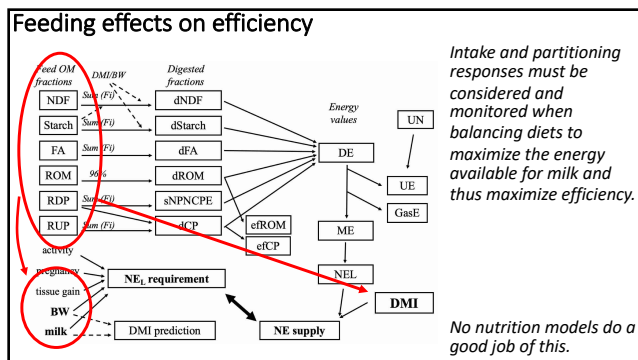 Feeding effects on efficiency
Feed OM
fractions
DMI/BW
Digested
fractions
Energy
values
NDF
Sum (Fi)
dNDF
Starch
dStarch
FA
Sum (Fi)
dFA
ROM
96%
dROM
RDP
Sum (Fi)
sNPNCPE
RUP
Sum (Fi)
dCP
efROM
efCP
DE
UN
UE
GasE
ME
NEL
activity
pregnancy
tissue gain
BW
milk
NEL requirement
DMI prediction
NE supply
DMI
Intake and partitioning
responses must be
considered and
monitored when
balancing diets to
maximize the energy
available for milk and
thus maximize efficiency.
No nutrition models do a
good job of this.